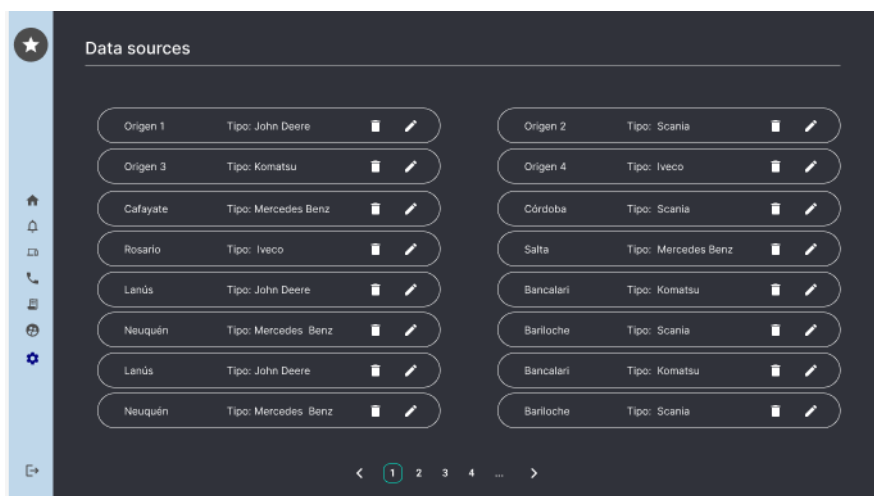 Data sources
Origen 1 Tipo: John Deere Origen 2 Tipo: Scania
Origen 3 Tipo: Komatsu Origen 4 Tipo: Iveco
Cafayate Tipo: Mercedes Benz Córdoba Tipo: Scania
Rosario Tipo: Iveco Salta Tipo: Mercedes Benz
Lanús Tipo: John Deere Bancalari Tipo: Komatsu
Neuquén Tipo: Mercedes Benz Bariloche Tipo: Scania
Lanús Tipo: John Deere Bancalari Tipo: Komatsu
Neuquén Tipo: Mercedes Benz Bariloche Tipo: Scania
1 2 3 4 ...